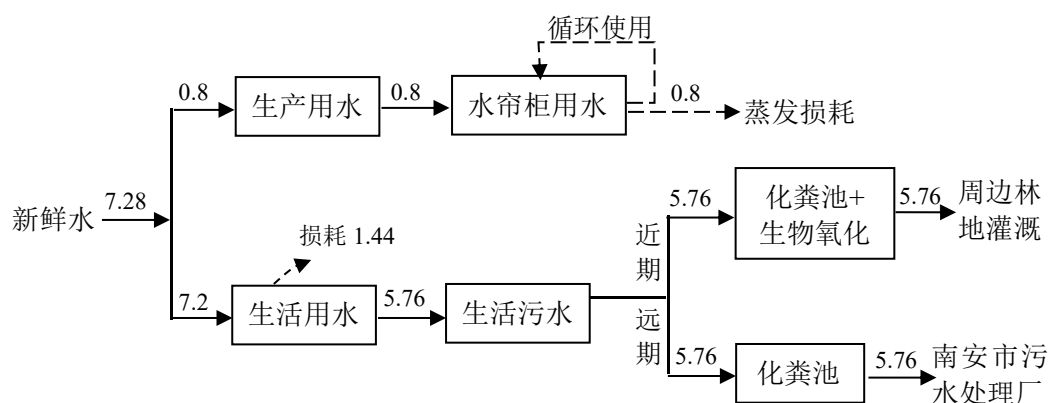 循环使用
0.8
生产用水
0.8
水帘柜用水
0.8
蒸发损耗
新鲜水
7.28
损耗 1.44
7.2
生活用水
5.76
生活污水
近
期
远
期
5.76
化粪池+
生物氧化
5.76
周边林
地灌溉
5.76
化粪池
5.76
南安市污
水处理厂